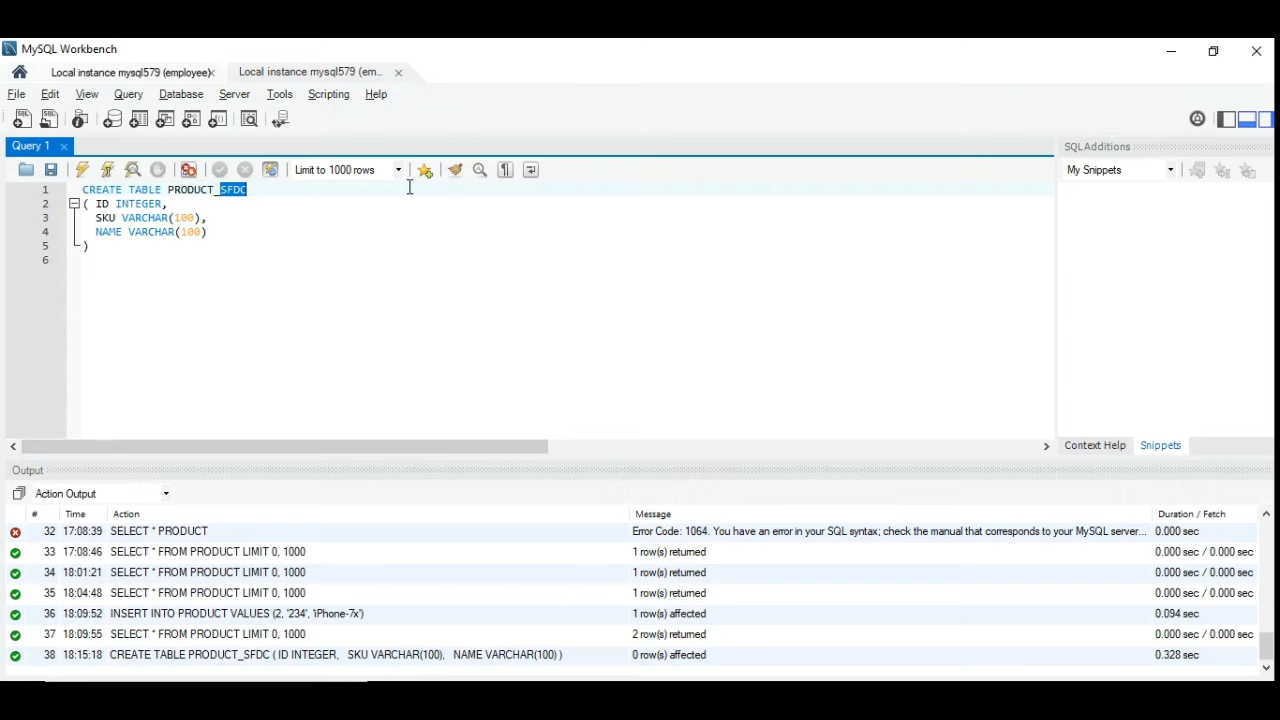 MySQL Workbench
Local instance mysql579 (employee)
Local instance mysql579 (em...
File Edit View Query Database Server Tools Scripting Help
Query 1
SQLAdditions
Limit to 1000 rows
My Snippets
1 CREATE TABLE PRODUCT_SFDC
2 ( ID INTEGER,
3 SKU VARCHAR(100),
4 NAME VARCHAR(100)
5 )
6
Context Help Snippets
Output
Action Output
# Time Action Message Duration / Fetch
32 17:08:39 SELECT * PRODUCT Error Code: 1064. You have an error in your SQL syntax; check the manual that corresponds to your MySQL server... 0.000 sec
33 17:08:46 SELECT * FROM PRODUCT LIMIT 0, 1000 1 row(s) returned 0.000 sec / 0.000 sec
34 18:01:21 SELECT * FROM PRODUCT LIMIT 0, 1000 1 row(s) returned 0.000 sec / 0.000 sec
35 18:04:48 SELECT * FROM PRODUCT LIMIT 0, 1000 1 row(s) returned 0.000 sec / 0.000 sec
36 18:09:52 INSERT INTO PRODUCT VALUES (2, '234', 'iPhone-7x') 1 row(s) affected 0.094 sec
37 18:09:55 SELECT * FROM PRODUCT LIMIT 0, 1000 2 row(s) returned 0.000 sec / 0.000 sec
38 18:15:18 CREATE TABLE PRODUCT_SFDC ( ID INTEGER, SKU VARCHAR(100), NAME VARCHAR(100) ) 0 row(s) affected 0.328 sec